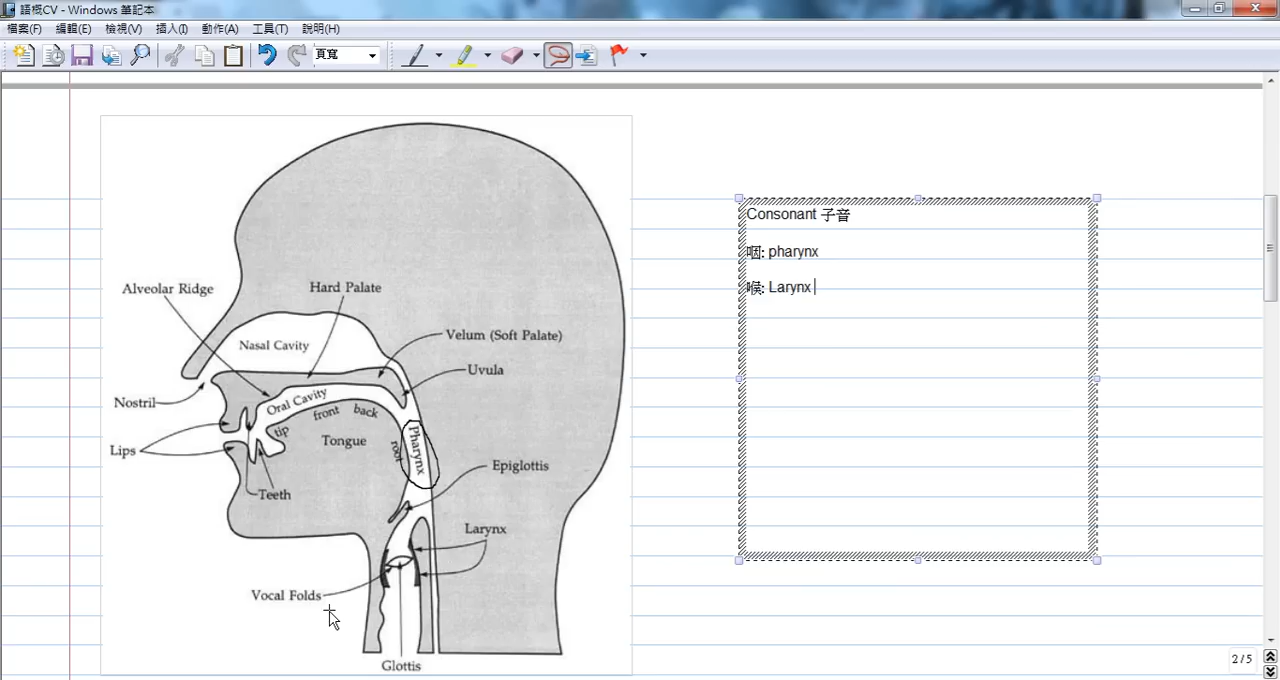 語概CV - Windows 筆記本
檔案(F) 編輯(E) 檢視(V) 插入(I) 動作(A) 工具(T) 說明(H)
頁寬
Consonant 子音
咽: pharynx
喉: Larynx
Alveolar Ridge
Hard Palate
Nasal Cavity
Velum (Soft Palate)
Uvula
Nostril
Oral Cavity
tip
front
back
root
Tongue
Lips
Pharynx
Teeth
Epiglottis
Larynx
Vocal Folds
Glottis
2/5